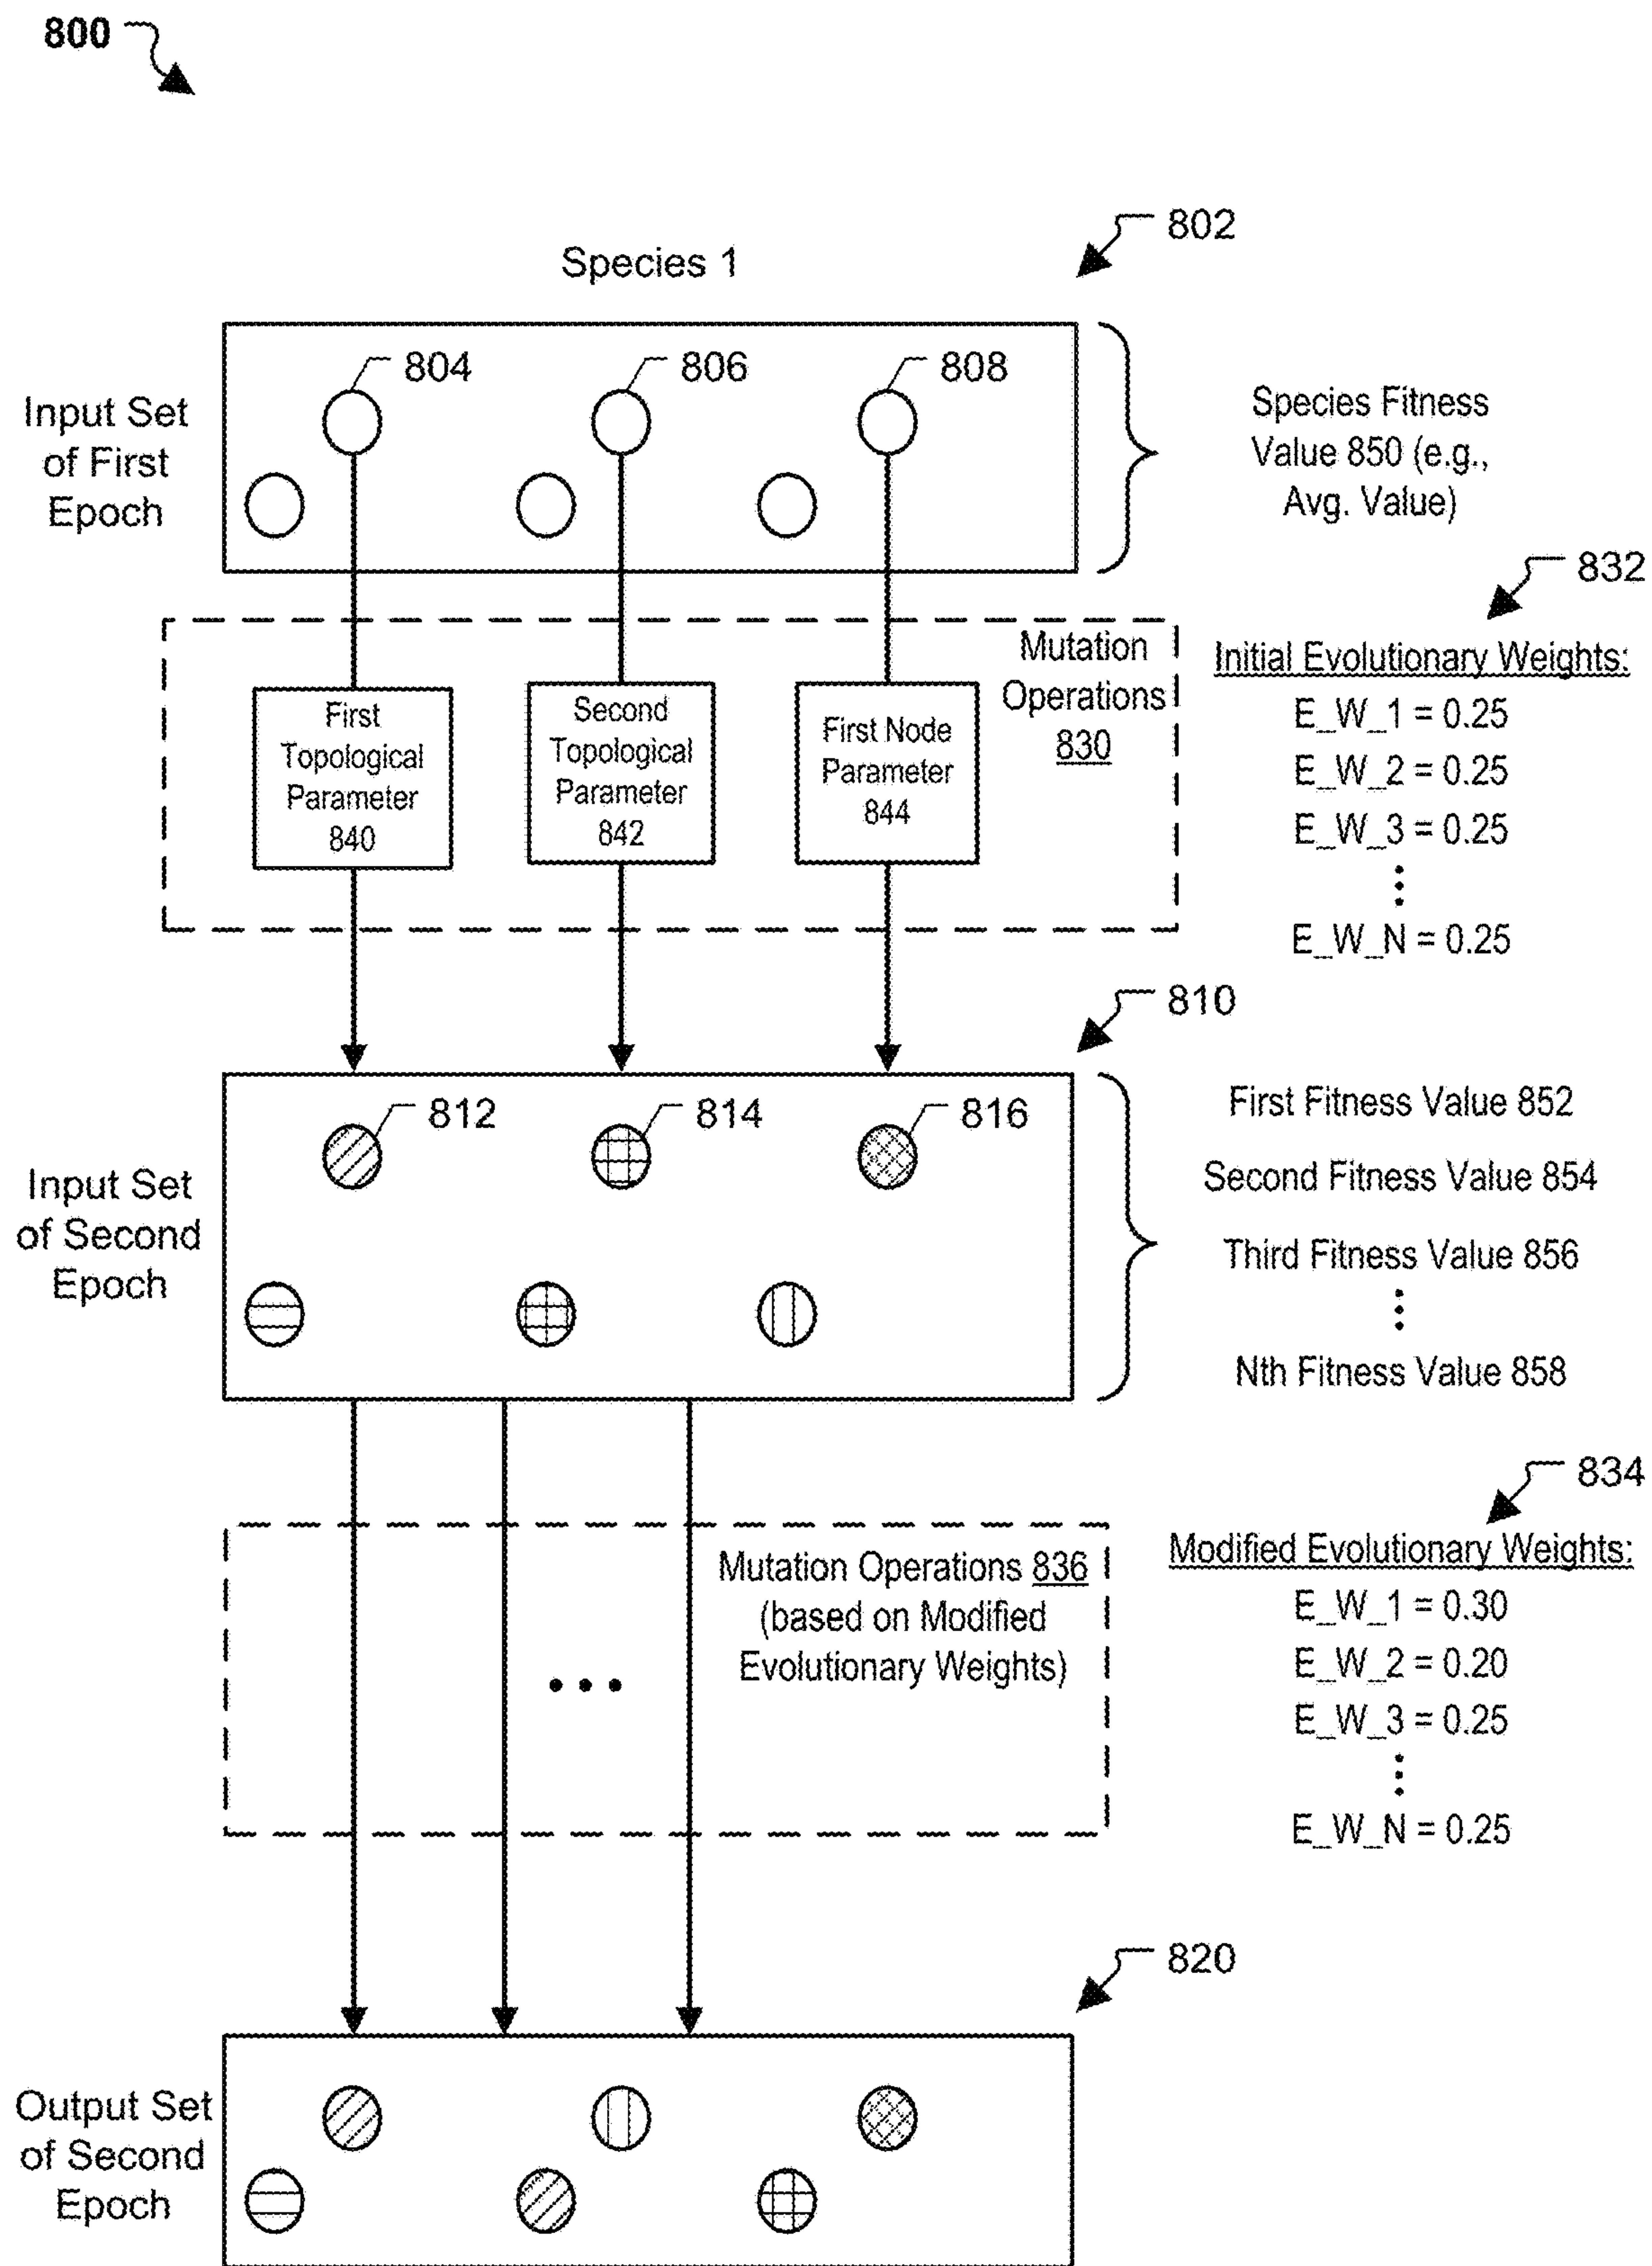 800
802
Species 1
804
806
808
Input Set
of First
Epoch
Species Fitness
Value 850 (e.g.,
Avg. Value)
832
Mutation
Operations
830
First
Topological
Parameter
840
Second
Topological
Parameter
842
First Node
Parameter
844
Initial Evolutionary Weights:
E_W_1 = 0.25
E_W_2 = 0.25
E_W_3 = 0.25
E_W_N = 0.25
810
812
814
816
Input Set
of Second
Epoch
First Fitness Value 852
Second Fitness Value 854
Third Fitness Value 856
Nth Fitness Value 858
834
Mutation Operations 836
(based on Modified
Evolutionary Weights)
Modified Evolutionary Weights:
E_W_1 = 0.30
E_W_2 = 0.20
E_W_3 = 0.25
E_W_N = 0.25
820
Output Set
of Second
Epoch